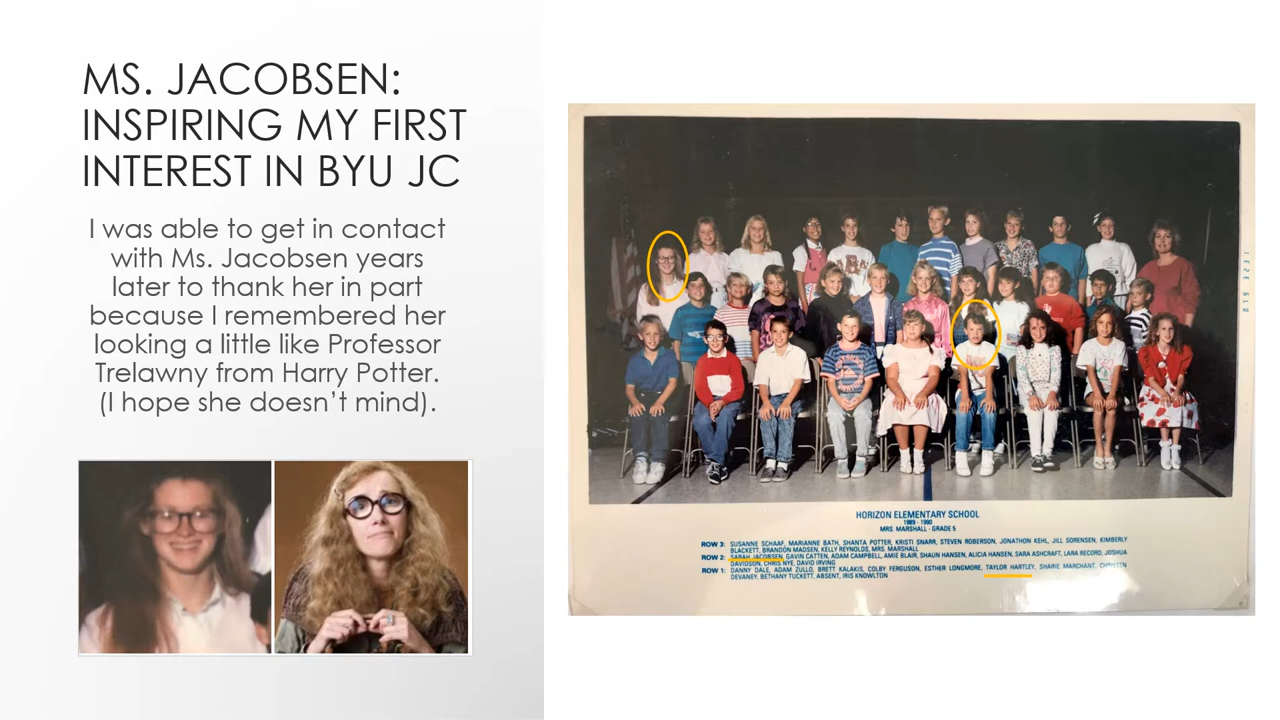 MS. JACOBSEN:
INSPIRING MY FIRST
INTEREST IN BYU JC
I was able to get in contact
with Ms. Jacobsen years
later to thank her in part
because I remembered her
looking a little like Professor
Trelawny from Harry Potter.
(I hope she doesn't mind).
HORIZON ELEMENTARY SCHOOL
1989 - 1990
MRS. MARSHALL - GRADE 5
ROW 3: SUSANNE SCHAAF, MARIANNE BATH, SHANTA POTTER, KRISTI SNARR, STEVEN ROBERSON, JONATHON KEHL, JILL SORENSEN, KIMBERLY
BLACKETT, BRANDON MADSEN, KELLY REYNOLDS, MRS. MARSHALL
ROW 2: SARAH JACOBSEN, GAVIN CATTEN, ADAM CAMPBELL, AMIE BLAIR, SHAUN HANSEN, ALICIA HANSEN, SARA ASHCRAFT, LARA RECORD, JOSHUA
DAVIDSON, CHRIS NYE, DAVID IRVING
ROW 1: DANNY DALE, ADAM ZULLO, BRETT KALAKIS, COLBY FERGUSON, ESTHER LONGMORE, TAYLOR HARTLEY, SHARIE MARCHANT,
DEVANEY, BETHANY TUCKETT, ABSENT, IRIS KNOWLTON